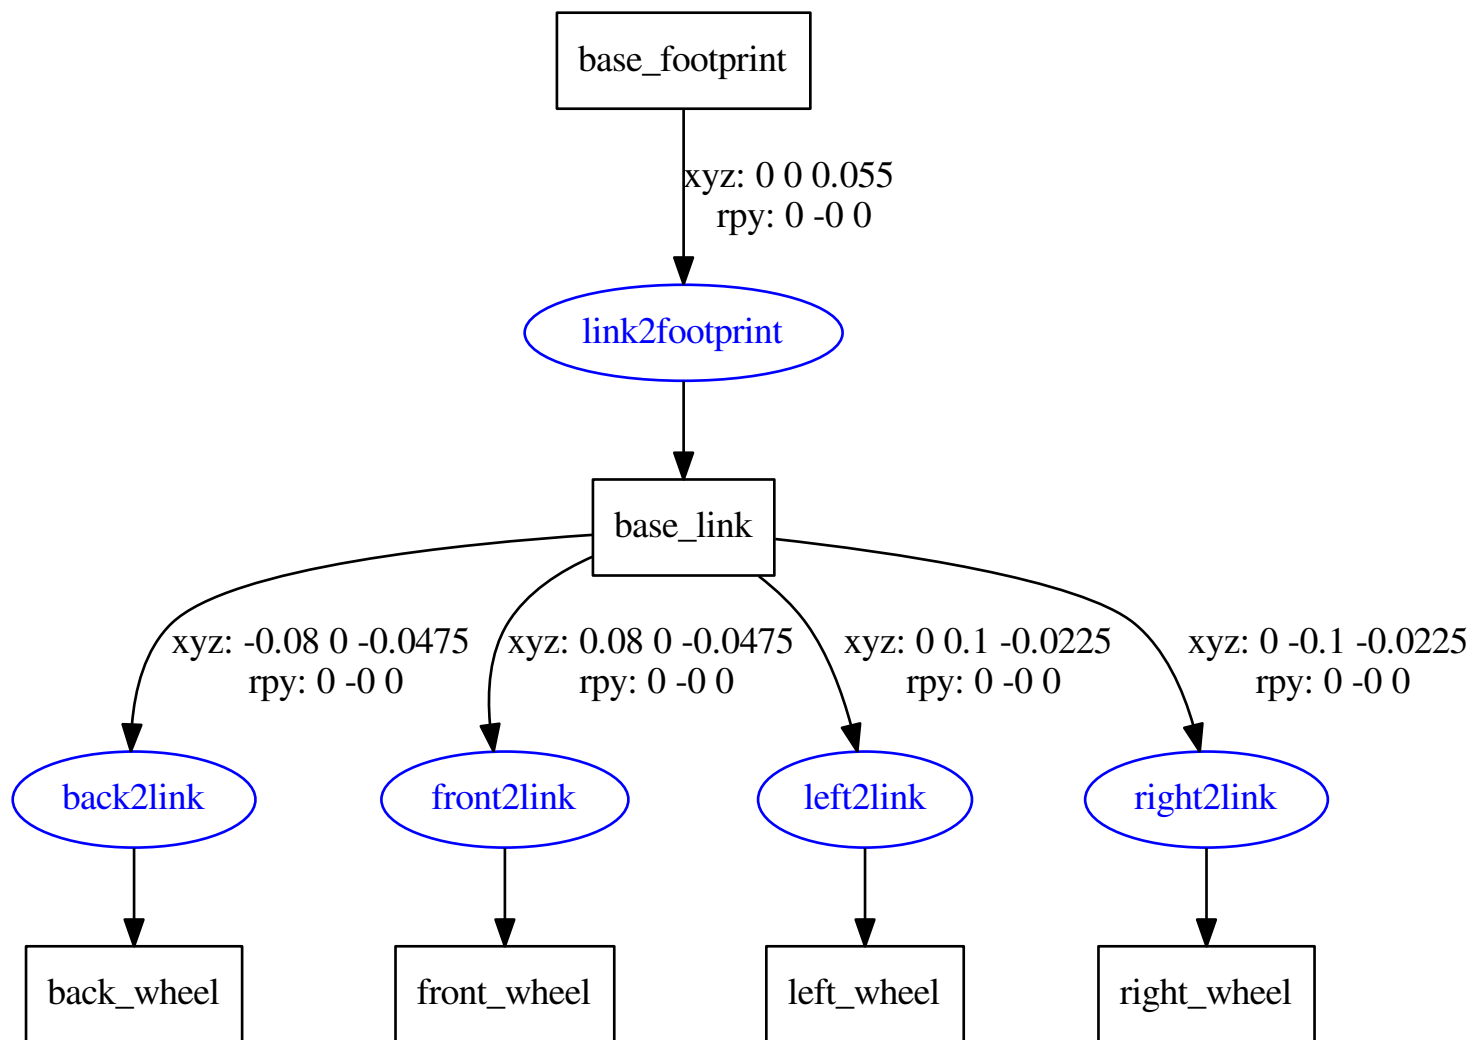 base_footprint
xyz: 0 0 0.055
rpy: 0 -0 0
link2footprint
base_link
xyz: -0.08 0 -0.0475
rpy: 0 -0 0
xyz: 0.08 0 -0.0475
rpy: 0 -0 0
xyz: 0 0.1 -0.0225
rpy: 0 -0 0
xyz: 0 -0.1 -0.0225
rpy: 0 -0 0
back2link
front2link
left2link
right2link
back_wheel
front_wheel
left_wheel
right_wheel